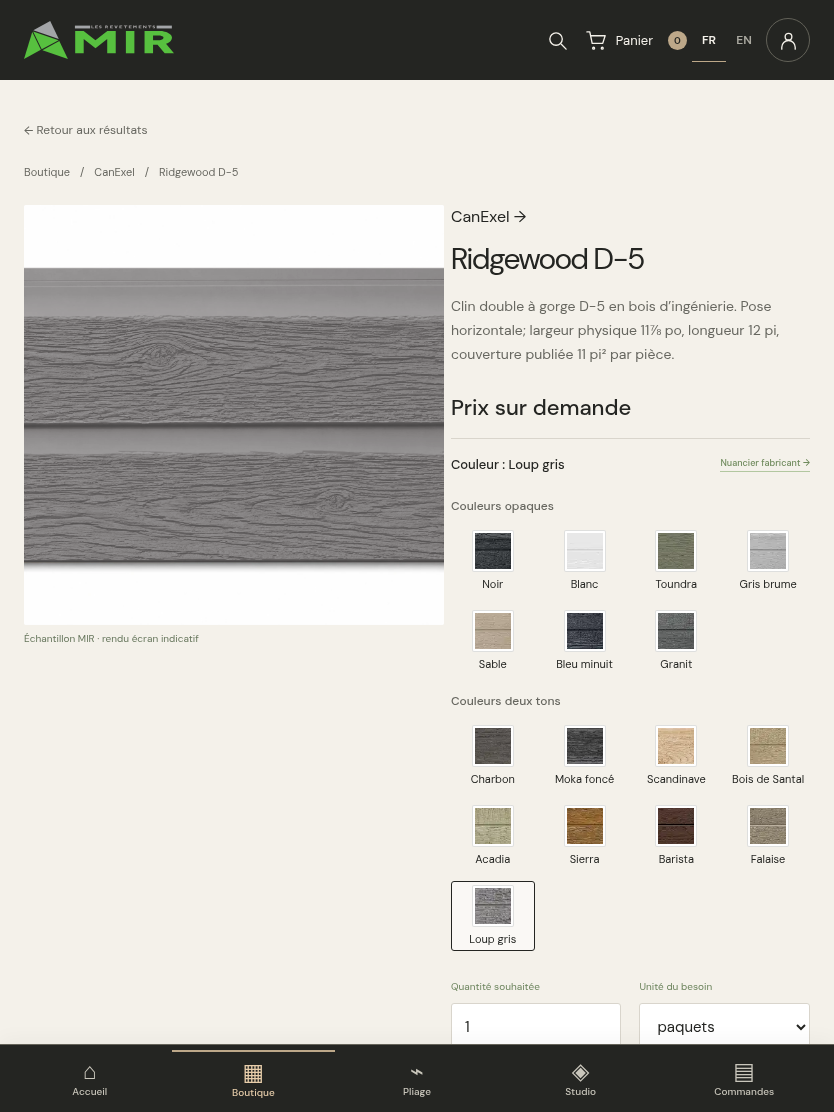 LES REVÊTEMENTS
MIR
Panier 0 FR EN
← Retour aux résultats
Boutique / CanExel / Ridgewood D-5
CanExel →
Ridgewood D-5
Clin double à gorge D-5 en bois d’ingénierie. Pose
horizontale; largeur physique 11⅞ po, longueur 12 pi,
couverture publiée 11 pi² par pièce.
Prix sur demande
Couleur : Loup gris
Nuancier fabricant →
Couleurs opaques
Noir Blanc Toundra Gris brume
Sable Bleu minuit Granit
Couleurs deux tons
Charbon Moka foncé Scandinave Bois de Santal
Acadia Sierra Barista Falaise
Loup gris
Échantillon MIR · rendu écran indicatif
Quantité souhaitée Unité du besoin
1 paquets
Accueil Boutique Pliage Studio Commandes